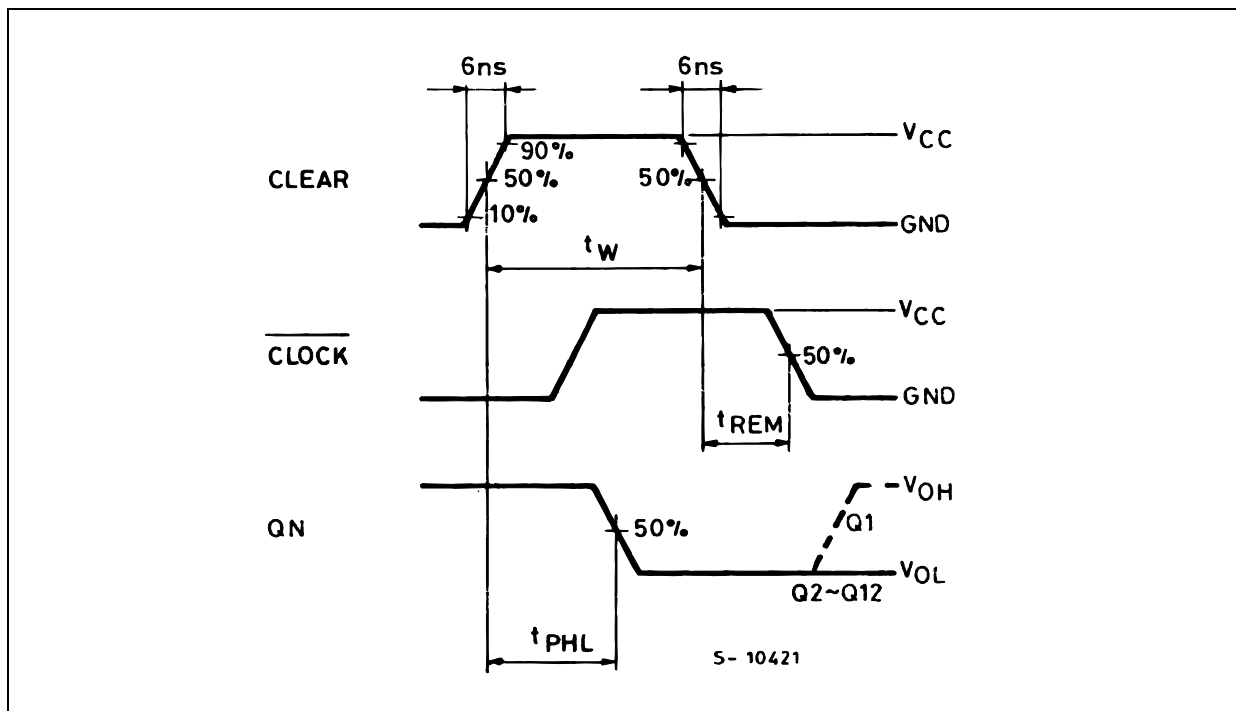 6ns 6ns
VCC
90%
CLEAR 50% 50%
10%
GND
tW
VCC
CLOCK 50%
GND
tREM
VOH
QN 50% Q1
VOL
Q2~Q12
tPHL
S-10421